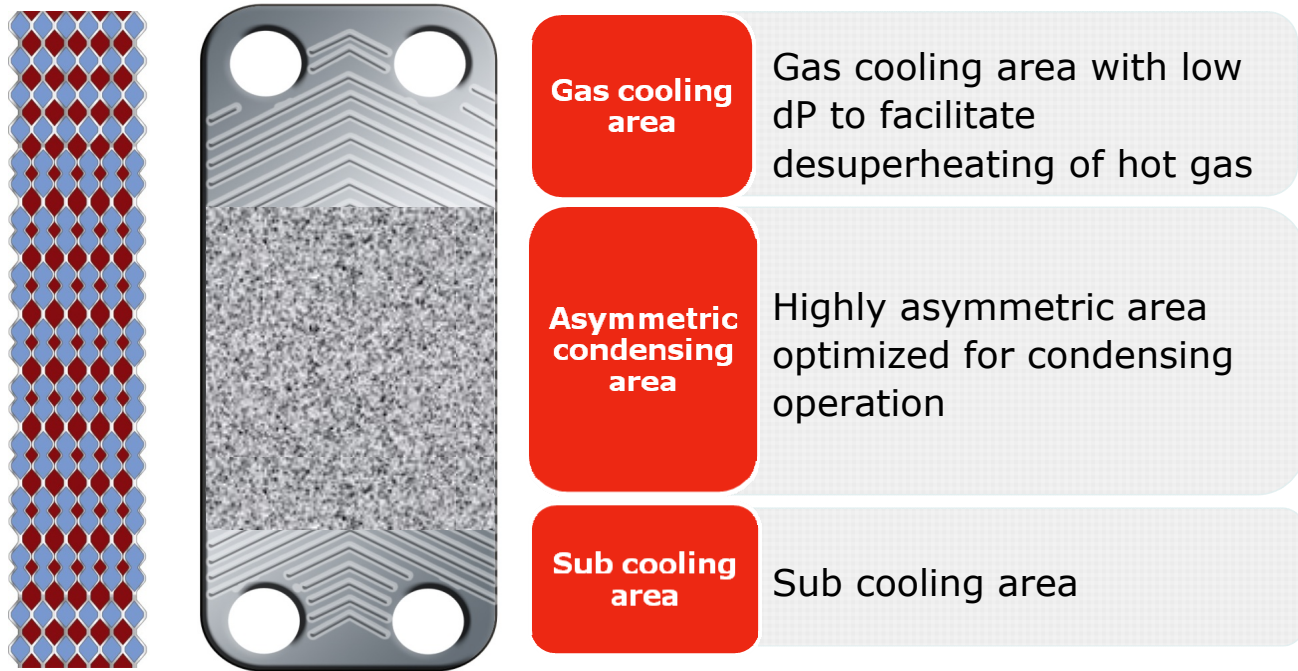 Gas cooling
area
Gas cooling area with low
dP to facilitate
desuperheating of hot gas
Asymmetric
condensing
area
Highly asymmetric area
optimized for condensing
operation
Sub cooling
area
Sub cooling area